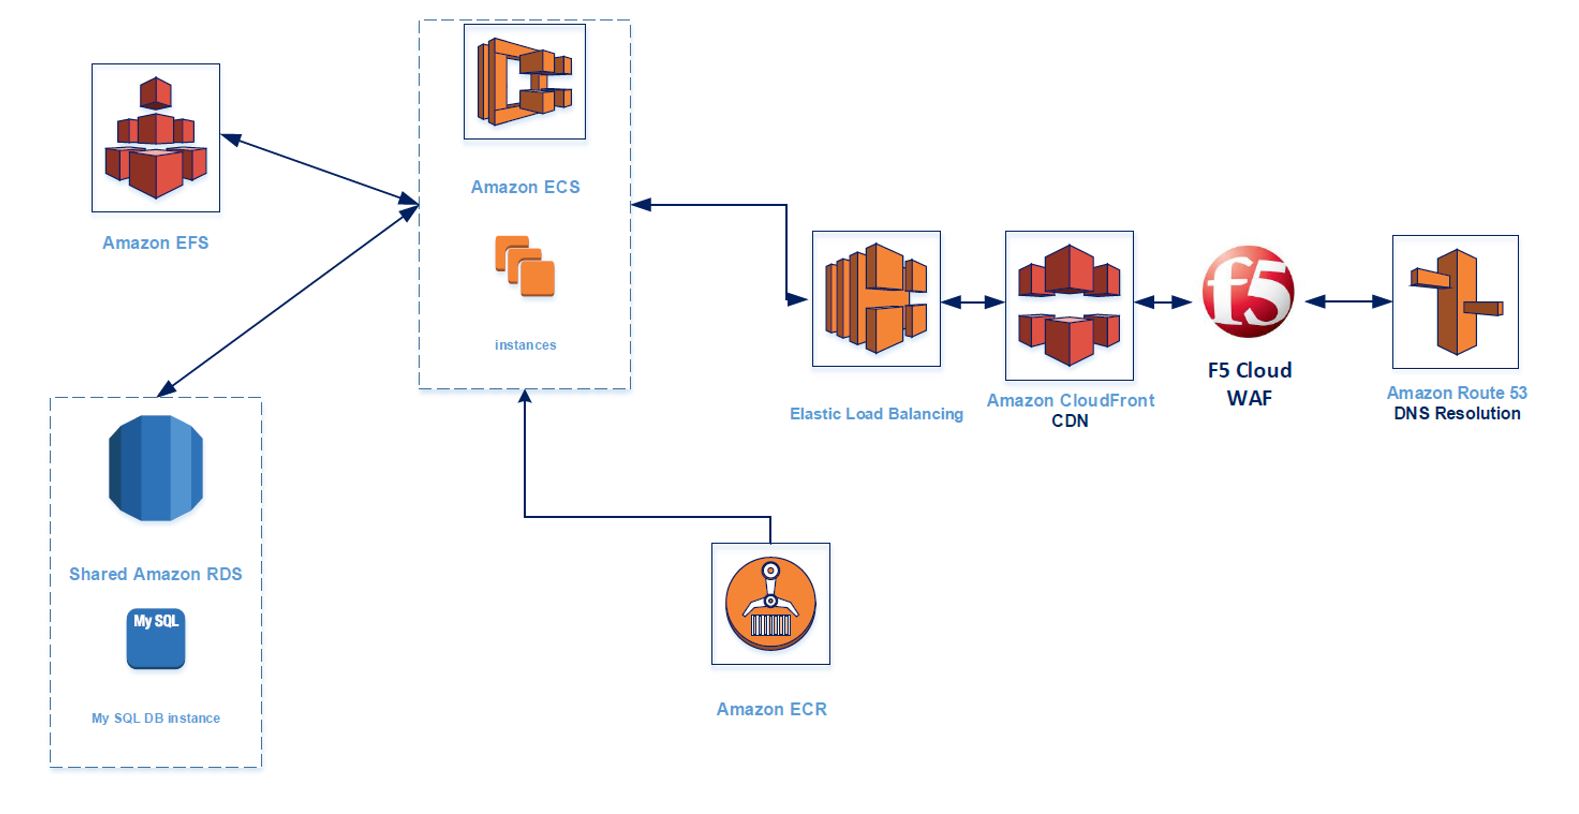 Amazon EFS
Amazon ECS
instances
Shared Amazon RDS
My SQL
My SQL DB instance
Amazon ECR
Elastic Load Balancing
Amazon CloudFront
CDN
f5
F5 Cloud
WAF
Amazon Route 53
DNS Resolution